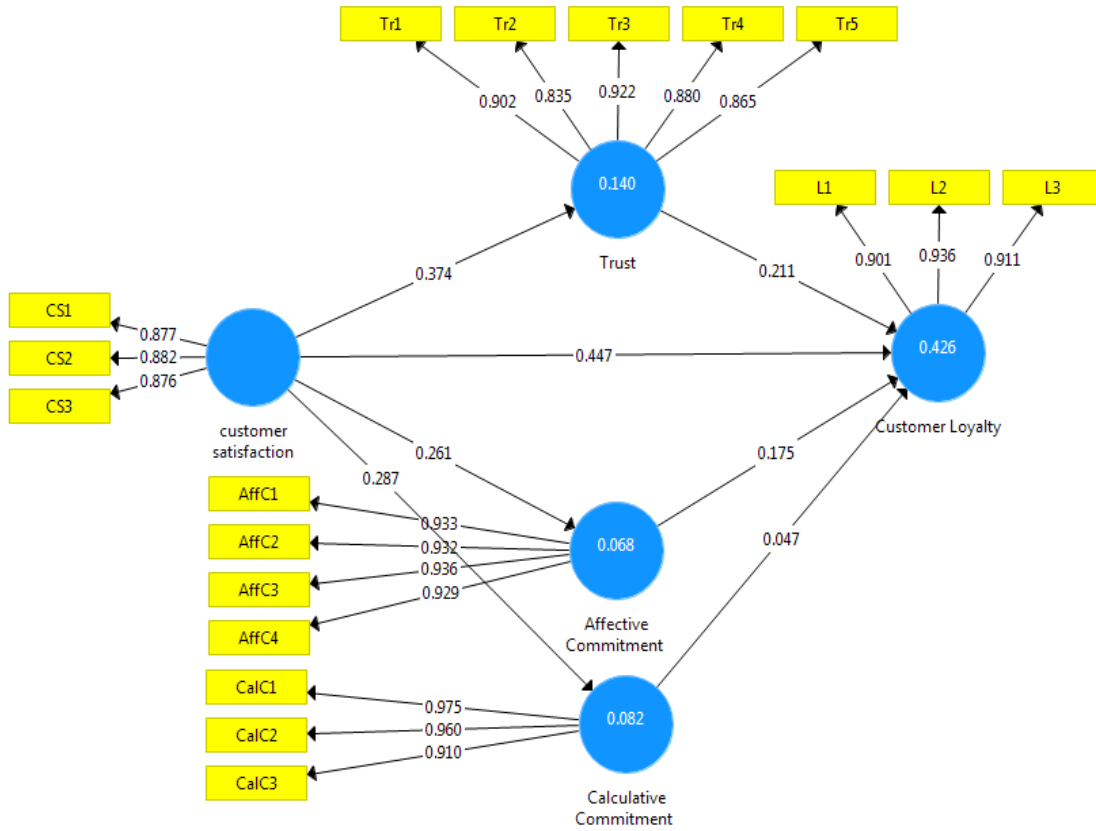 Tr1
Tr2
Tr3
Tr4
Tr5
0.902
0.835
0.922
0.880
0.865
0.140
Trust
L1
L2
L3
0.901
0.936
0.911
0.374
0.211
CS1
CS2
CS3
0.877
0.882
0.876
customer
satisfaction
0.447
0.426
Customer Loyalty
0.261
0.287
0.175
0.047
AffC1
AffC2
AffC3
AffC4
0.933
0.932
0.936
0.929
0.068
Affective
Commitment
CalC1
CalC2
CalC3
0.975
0.960
0.910
0.082
Calculative
Commitment